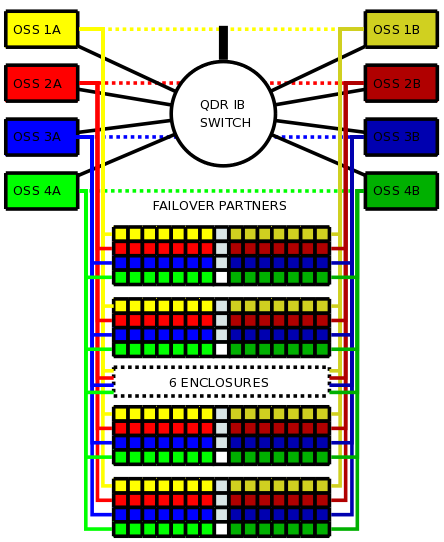 OSS 1A
OSS 1B
QDR IB
SWITCH
OSS 2A
OSS 2B
OSS 3A
OSS 3B
OSS 4A
OSS 4B
FAILOVER PARTNERS
6 ENCLOSURES